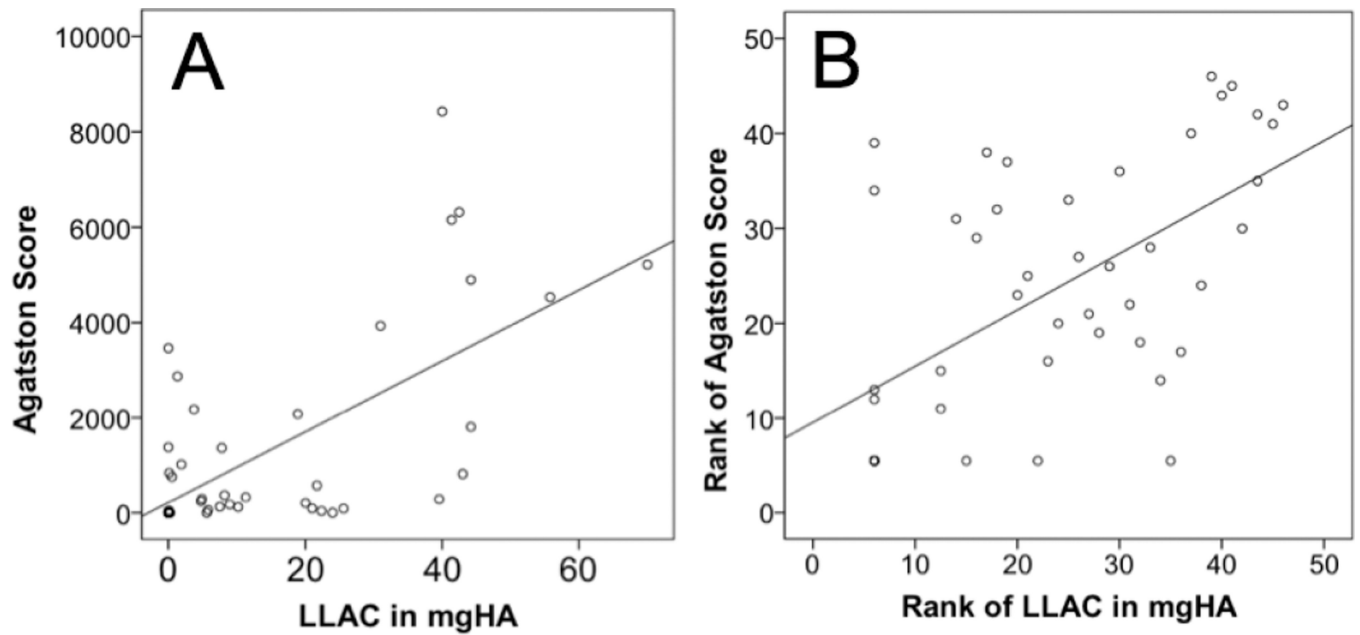 A
Agatston Score
10000
8000
6000
4000
2000
0
0 20 40 60
LLAC in mgHA
B
Rank of Agatston Score
50
40
30
20
10
0
0 10 20 30 40 50
Rank of LLAC in mgHA